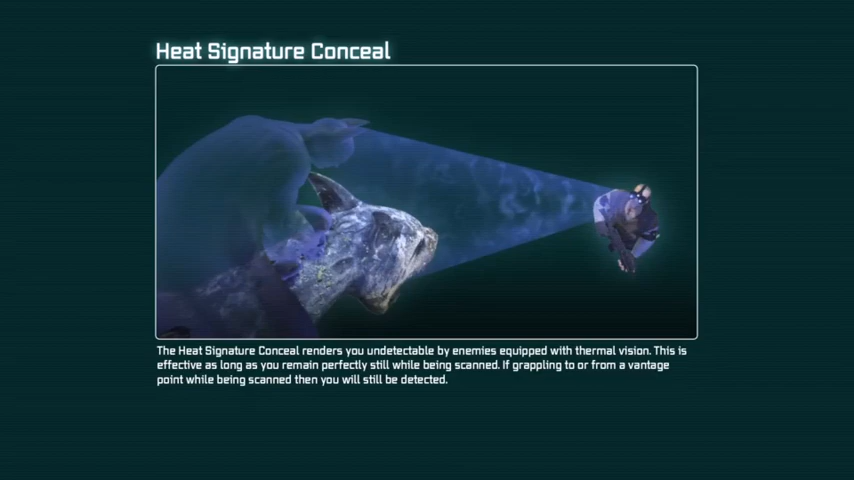 Heat Signature Conceal
The Heat Signature Conceal renders you undetectable by enemies equipped with thermal vision. This is
effective as long as you remain perfectly still while being scanned. If grappling to or from a vantage
point while being scanned then you will still be detected.